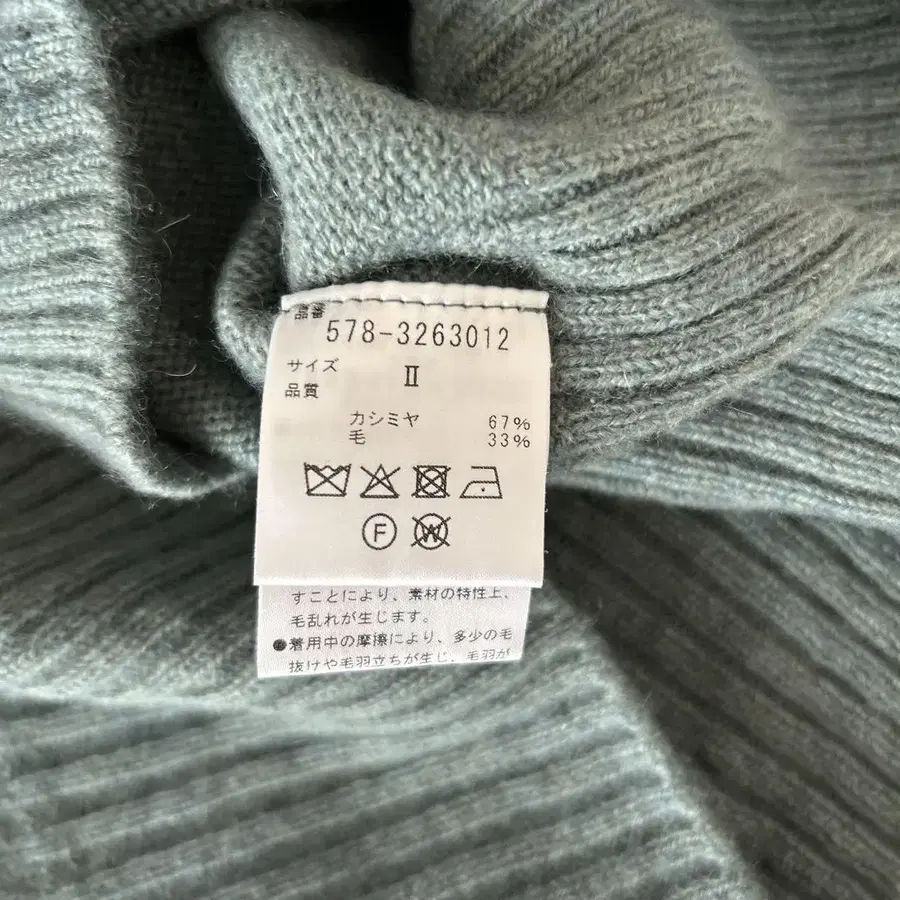 品番
578-3263012
サイズ II
品質
カシミヤ 67%
毛 33%
F
W
すことにより、素材の特性上、
毛乱れが生じます。
●着用中の摩擦により、多少の毛
抜けや毛羽立ちが生じ、毛羽が